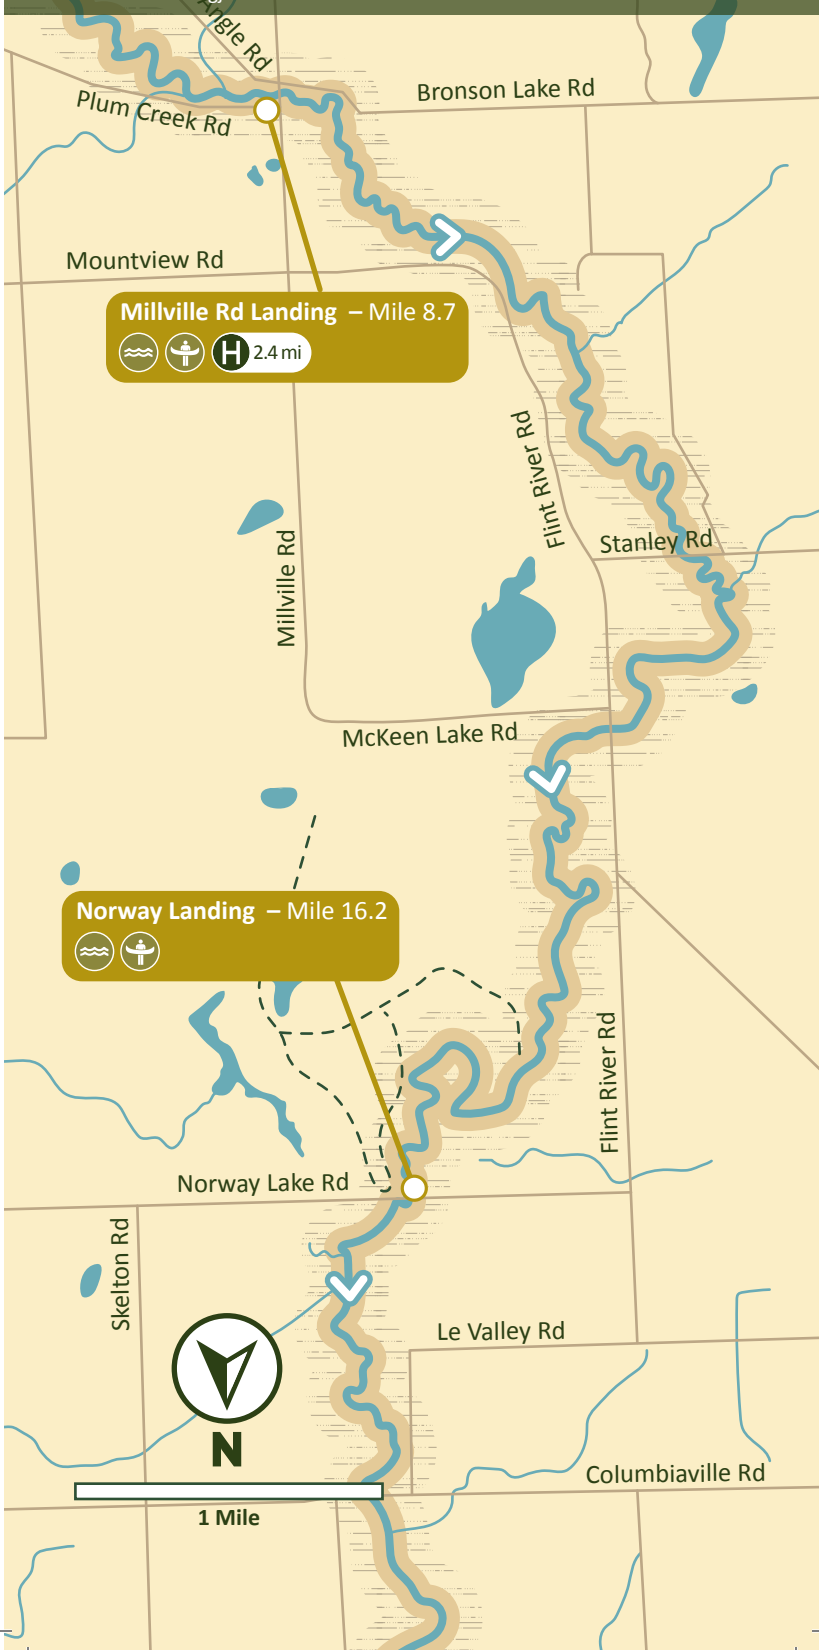 Angle Rd
Bronson Lake Rd
Plum Creek Rd
Mountview Rd
Millville Rd Landing – Mile 8.7
H 2.4 mi
Flint River Rd
Stanley Rd
Millville Rd
McKeen Lake Rd
Norway Landing – Mile 16.2
Flint River Rd
Norway Lake Rd
Skelton Rd
Le Valley Rd
N
Columbiaville Rd
1 Mile